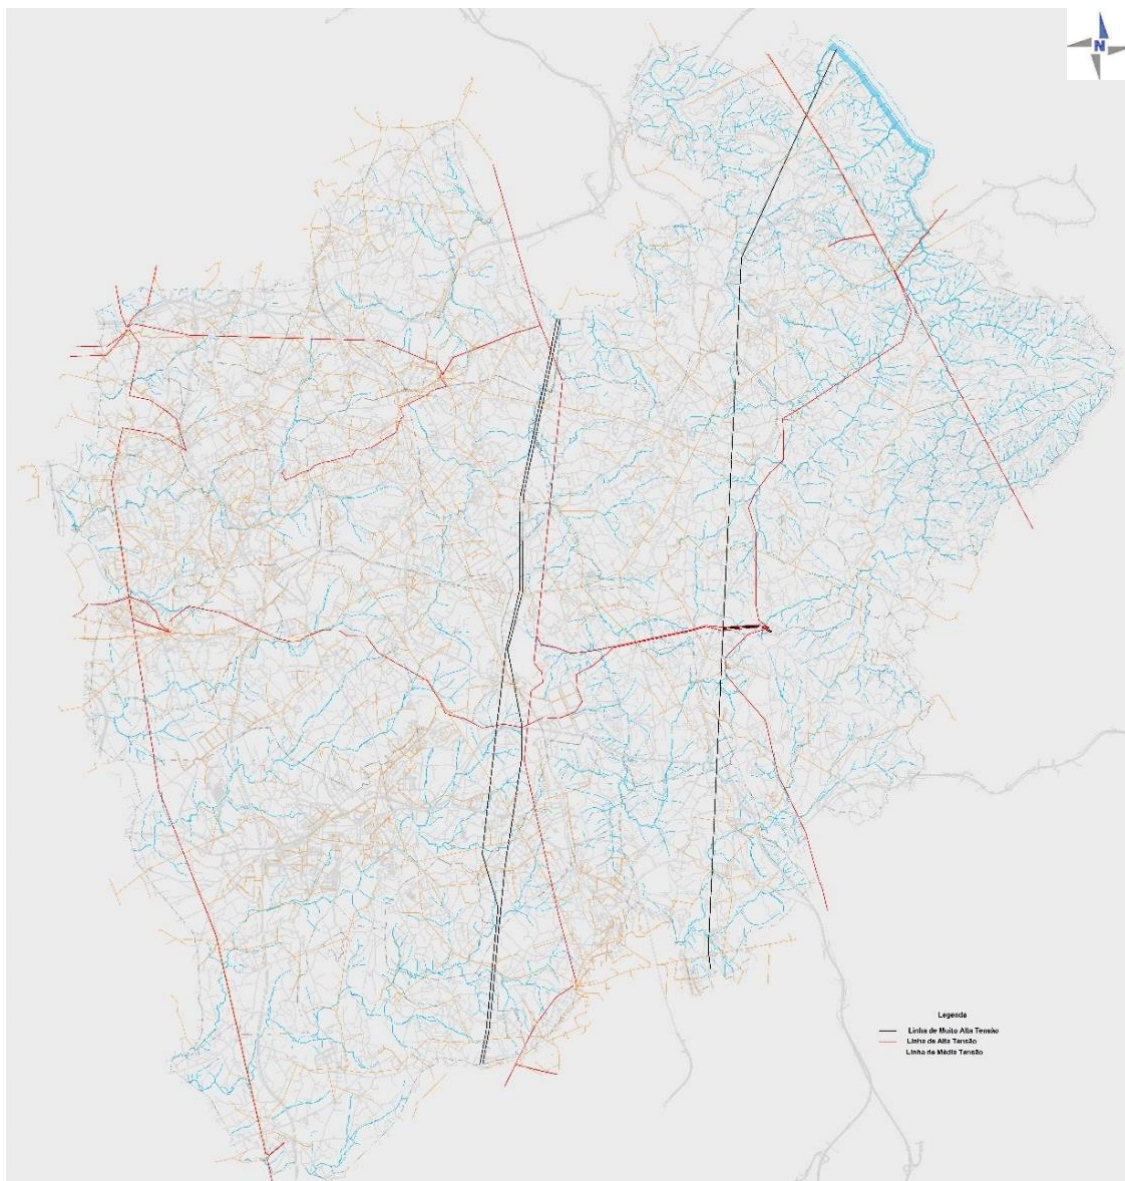 N
Legenda
Linha de Muito Alta Tensão
Linha de Alta Tensão
Linha de Média Tensão